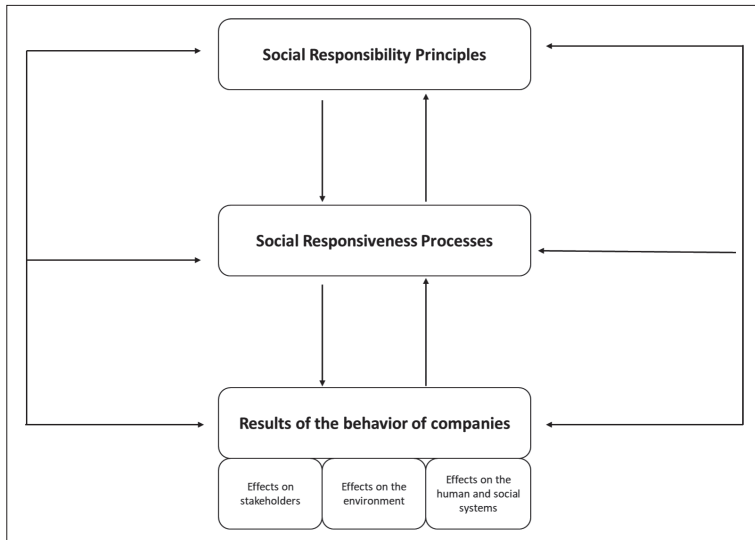 Social Responsibility Principles
Social Responsiveness Processes
Results of the behavior of companies
Effects on
stakeholders
Effects on the
environment
Effects on the
human and social
systems